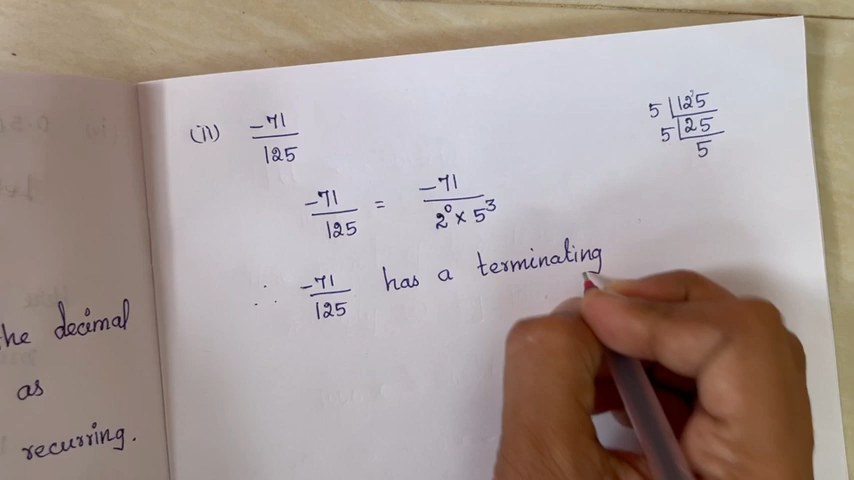 the decimal
as
recurring.
(ii) -71/125
-71/125 = -71/2⁰ × 5³
∴ -71/125 has a terminating
5 | 125
5 | 25
5